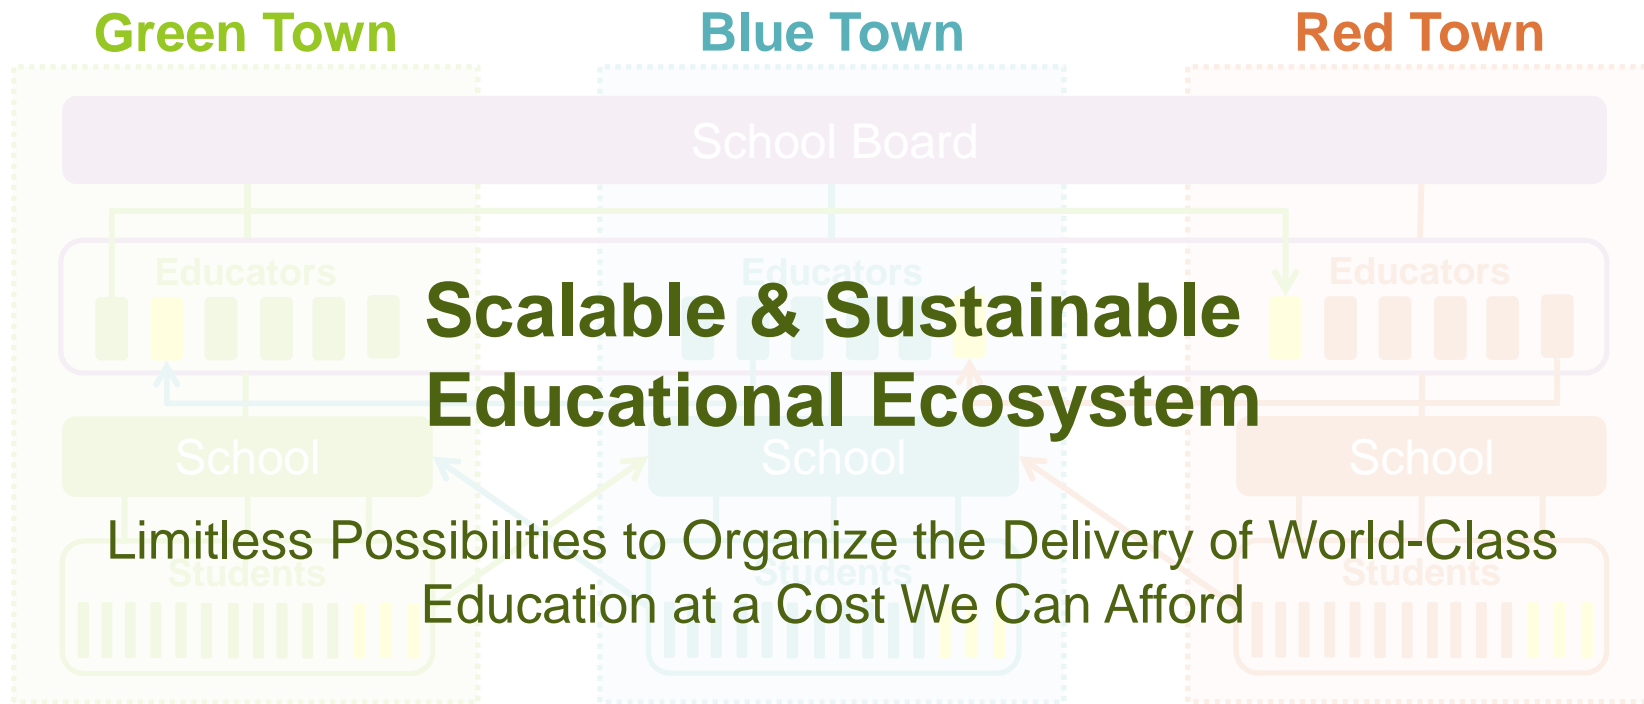 Green Town
Blue Town
Red Town
School Board
Educators
Educators
Educators
Scalable & Sustainable
Educational Ecosystem
School
School
School
Limitless Possibilities to Organize the Delivery of World-Class
Education at a Cost We Can Afford
Students
Students
Students